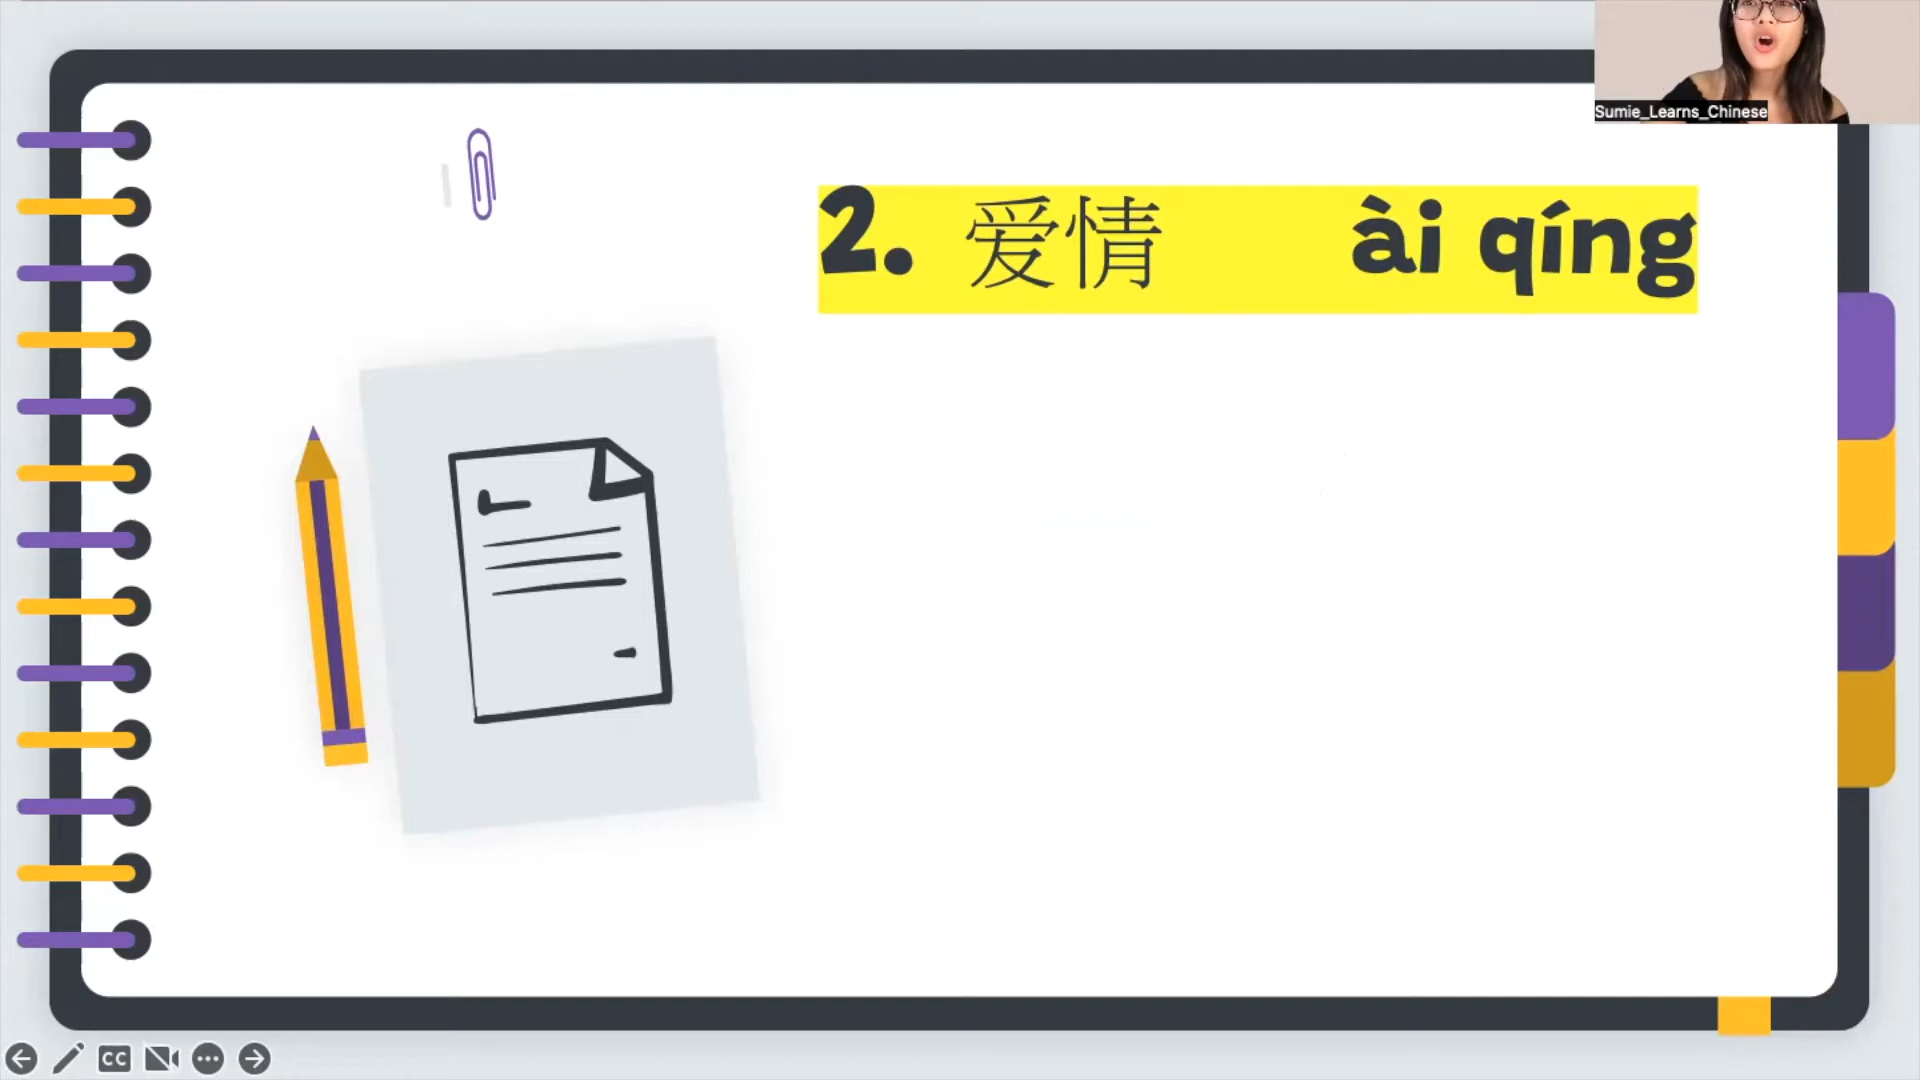 Sumie_Learns_Chinese
2. 爱情 ài qíng
CC